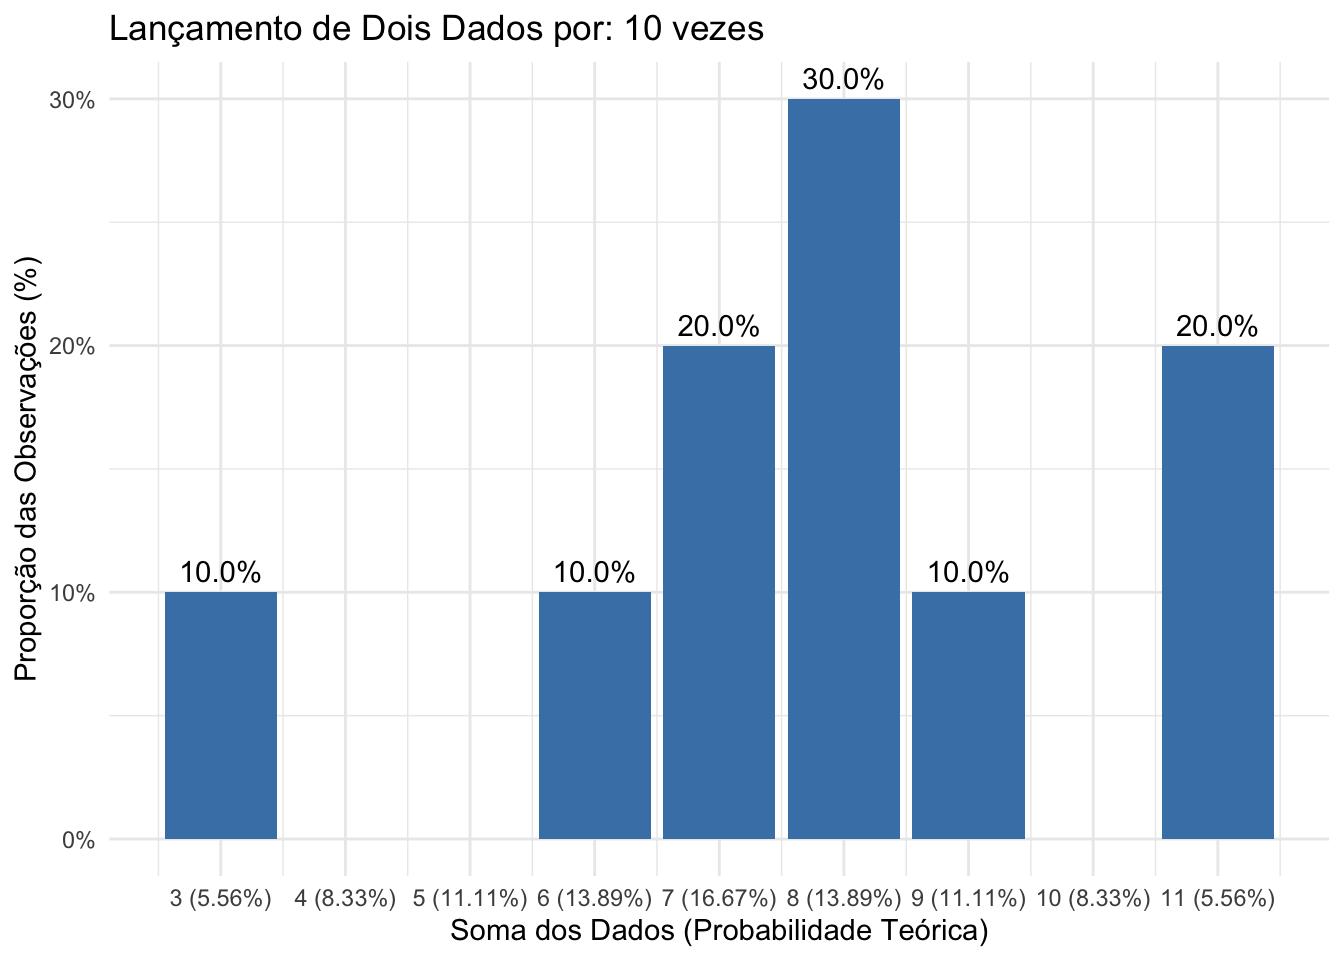 Lançamento de Dois Dados por: 10 vezes
30.0%
30%
20.0%
20.0%
20%
10.0%
10.0%
10.0%
10%
0%
Proporção das Observações (%)
3 (5.56%) 4 (8.33%) 5 (11.11%) 6 (13.89%) 7 (16.67%) 8 (13.89%) 9 (11.11%) 10 (8.33%) 11 (5.56%)
Soma dos Dados (Probabilidade Teórica)